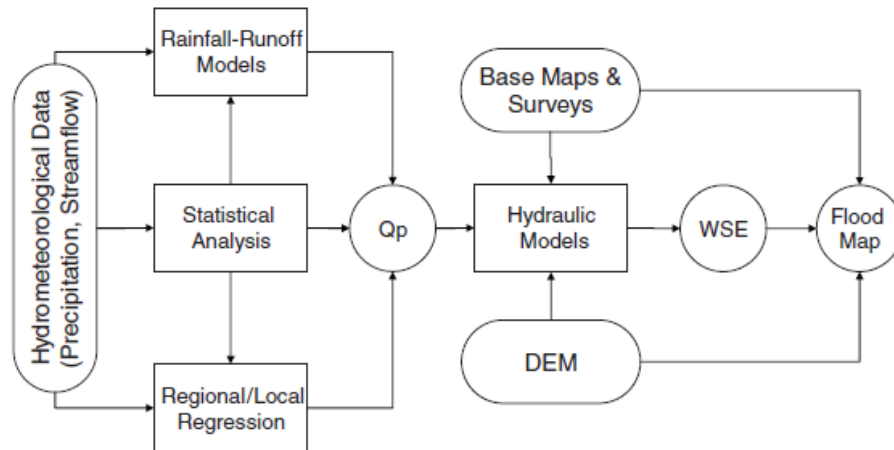 Hydrometeorological Data
(Precipitation, Streamflow)
Rainfall-Runoff
Models
Statistical
Analysis
Regional/Local
Regression
Qp
Base Maps &
Surveys
Hydraulic
Models
DEM
WSE
Flood
Map